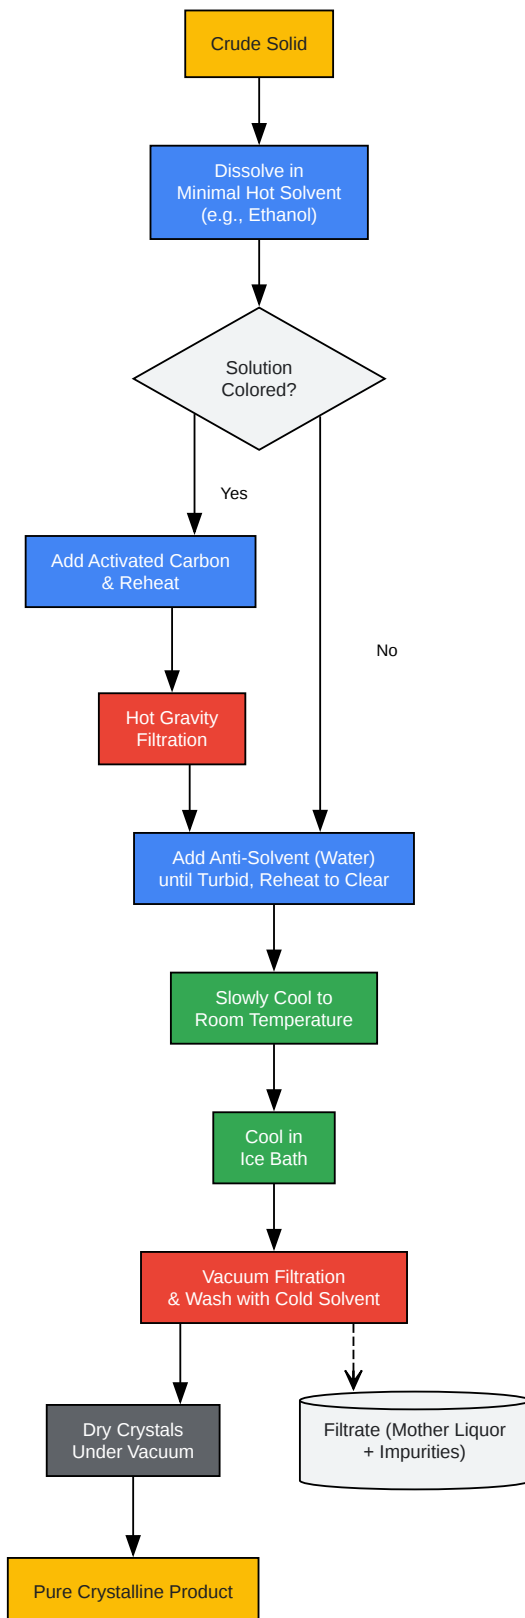 Crude Solid
Dissolve in
Minimal Hot Solvent
(e.g., Ethanol)
Solution
Colored?
Yes
Add Activated Carbon
& Reheat
No
Hot Gravity
Filtration
Add Anti-Solvent (Water)
until Turbid, Reheat to Clear
Slowly Cool to
Room Temperature
Cool in
Ice Bath
Vacuum Filtration
& Wash with Cold Solvent
Dry Crystals
Under Vacuum
Filtrate (Mother Liquor
+ Impurities)
Pure Crystalline Product